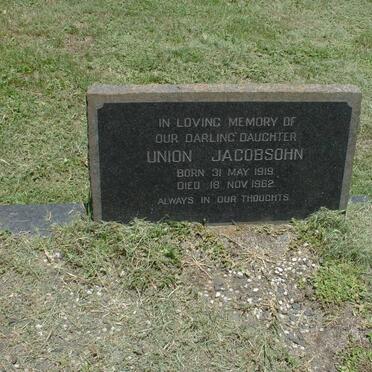 IN LOVING MEMORY OF
OUR DARLING DAUGHTER
UNION JACOBSOHN
BORN 31 MAY 1919
DIED 18 NOV. 1962
ALWAYS IN OUR THOUGHTS